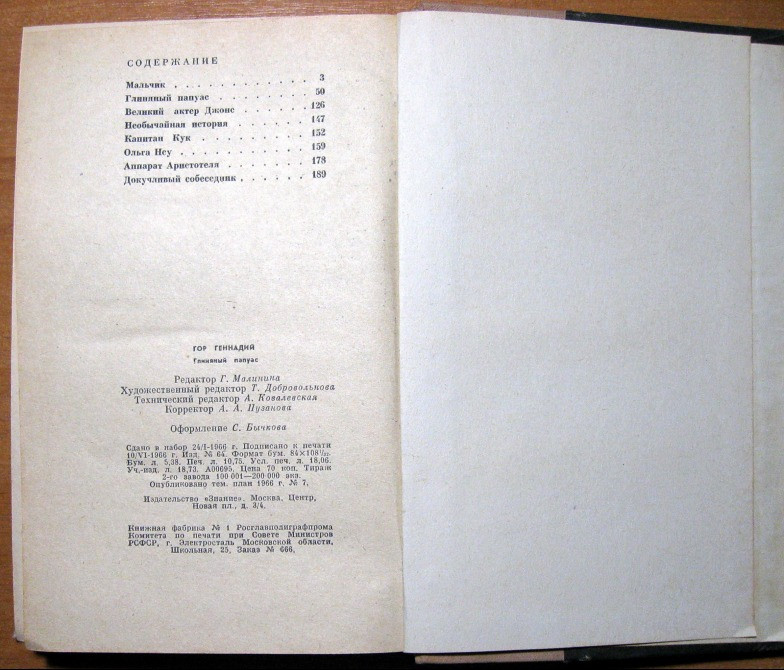 СОДЕРЖАНИЕ
Мальчик . . . . . . . . . . . . 3
Глиняный папуас . . . . . . . . 50
Великий актер Джонс . . . . . . 126
Необычайная история . . . . . . 147
Капитан Кук . . . . . . . . . 152
Ольга Нсу . . . . . . . . . . . 159
Аппарат Аристотеля . . . . . . . 178
Докучливый собеседник . . . . . . 189
ГОР ГЕННАДИЙ
Глиняный папуас
Редактор Г. Малинина
Художественный редактор Т. Добровольнова
Технический редактор А. Ковалевская
Корректор А. А. Пузакова
Оформление С. Бычкова
Сдано в набор 24/I-1966 г. Подписано к печати
10/VI-1966 г. Изд. № 64. Формат бум. 84×108 1/32.
Бум. л. 5,38. Печ. л. 10,75. Усл. печ. л. 18,06.
Уч.-изд. л. 18,73. А00695. Цена 70 коп. Тираж
2-го завода 100 001—200 000 экз.
Опубликовано тем. план 1966 г. № 7.
Издательство «Знание». Москва. Центр,
Новая пл., д. 3/4.
Книжная фабрика № 1 Росглавполиграфпрома
Комитета по печати при Совете Министров
РСФСР, г. Электросталь Московской области,
Школьная, 25. Заказ № 666.